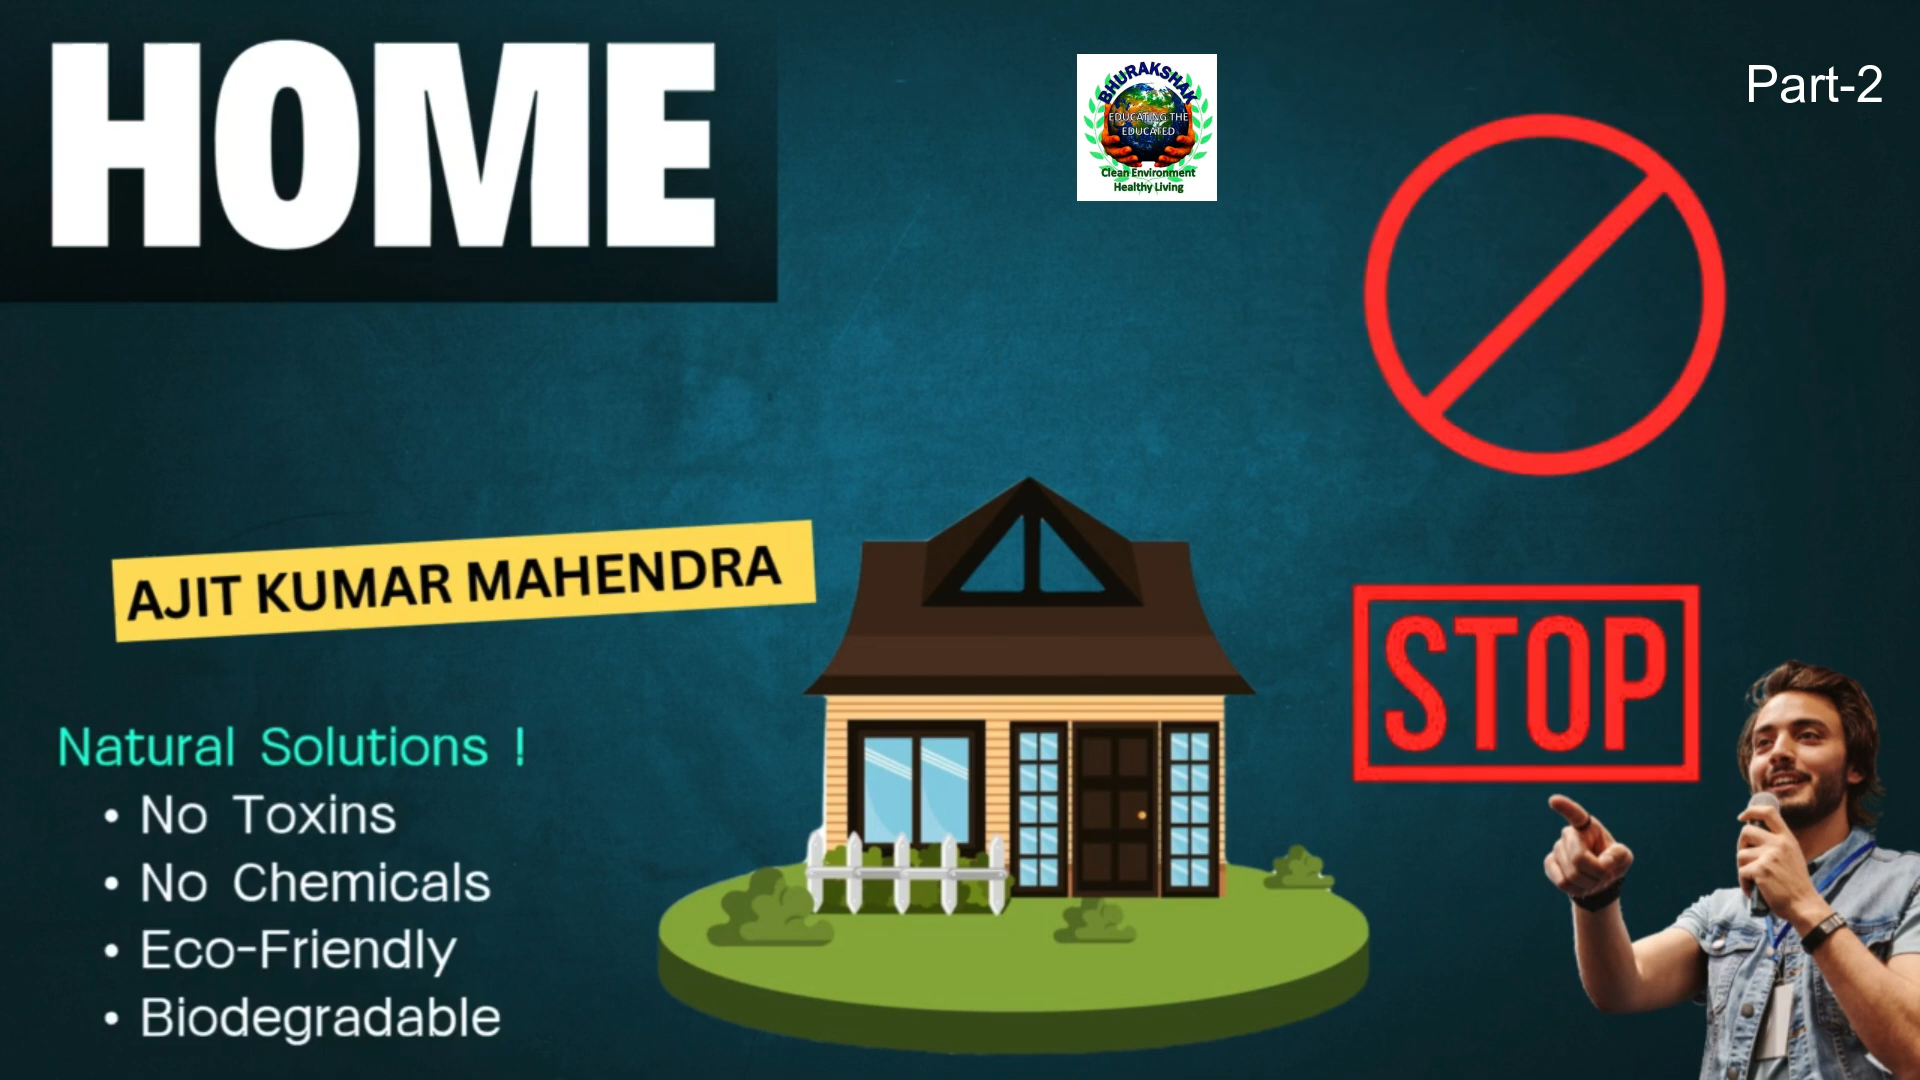 HOME
BHURAKSHAK
EDUCATING THE
EDUCATED
Clean Environment
Healthy Living
Part-2
AJIT KUMAR MAHENDRA
STOP
Natural Solutions !
• No Toxins
• No Chemicals
• Eco-Friendly
• Biodegradable